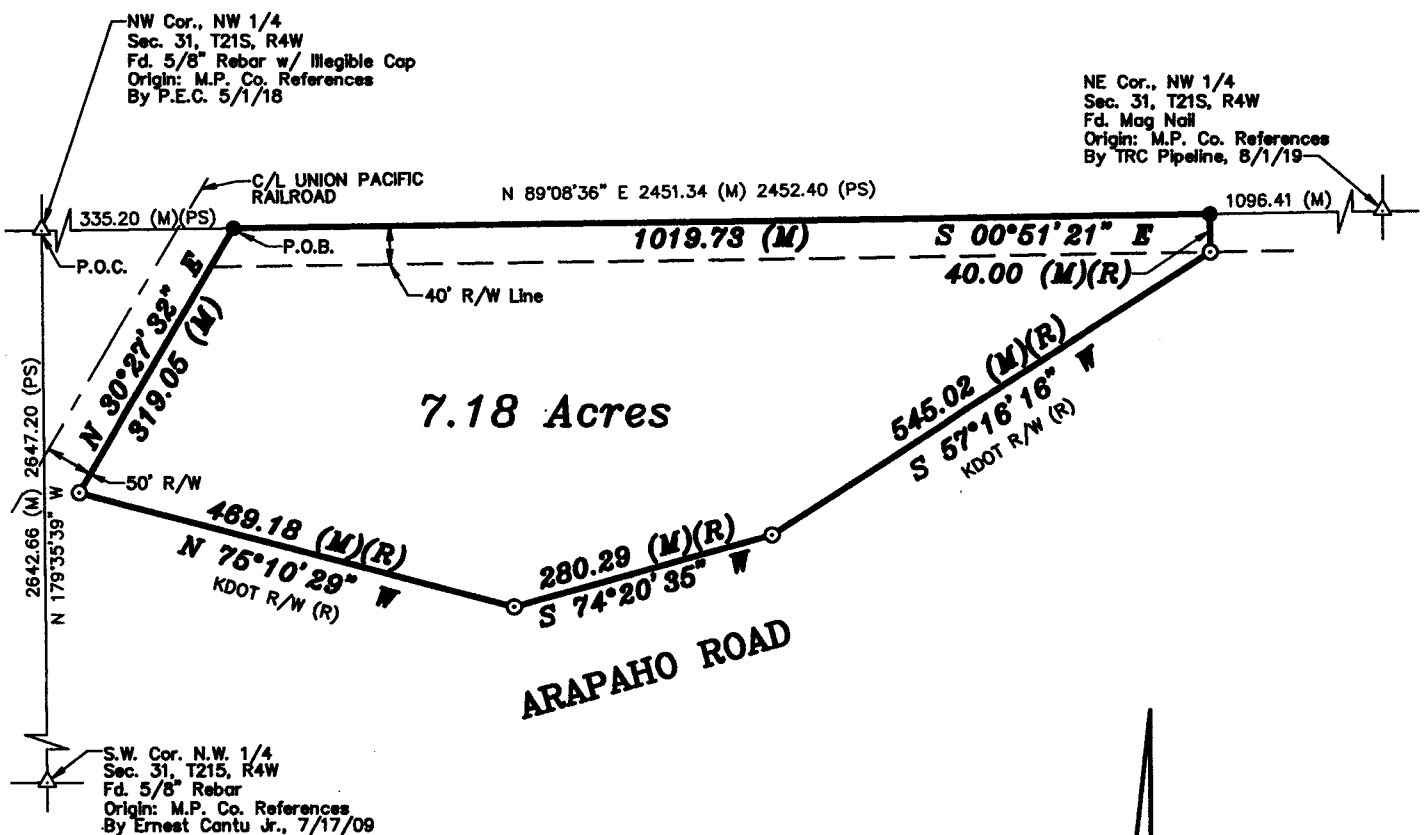 NW Cor., NW 1/4
Sec. 31, T21S, R4W
Fd. 5/8" Rebar w/ Illegible Cap
Origin: M.P. Co. References
By P.E.C. 5/1/18
NE Cor., NW 1/4
Sec. 31, T21S, R4W
Fd. Mag Nail
Origin: M.P. Co. References
By TRC Pipeline, 8/1/19
C/L UNION PACIFIC
RAILROAD
N 89°08'36" E 2451.34 (M) 2452.40 (PS)
335.20 (M)(PS)
1096.41 (M)
P.O.C.
P.O.B.
1019.73 (M)
S 00°51'21" E
40.00 (M)(R)
40' R/W Line
N 30°27'32" E
319.05 (M)
7.18 Acres
545.02 (M)(R)
S 57°16'16" W
KDOT R/W (R)
2642.66 (M) 2647.20 (PS)
N 179°35'39" W
50' R/W
469.18 (M)(R)
N 75°10'29" W
KDOT R/W (R)
280.29 (M)(R)
S 74°20'35" W
ARAPAHO ROAD
S.W. Cor. N.W. 1/4
Sec. 31, T215, R4W
Fd. 5/8" Rebar
Origin: M.P. Co. References
By Ernest Cantu Jr., 7/17/09